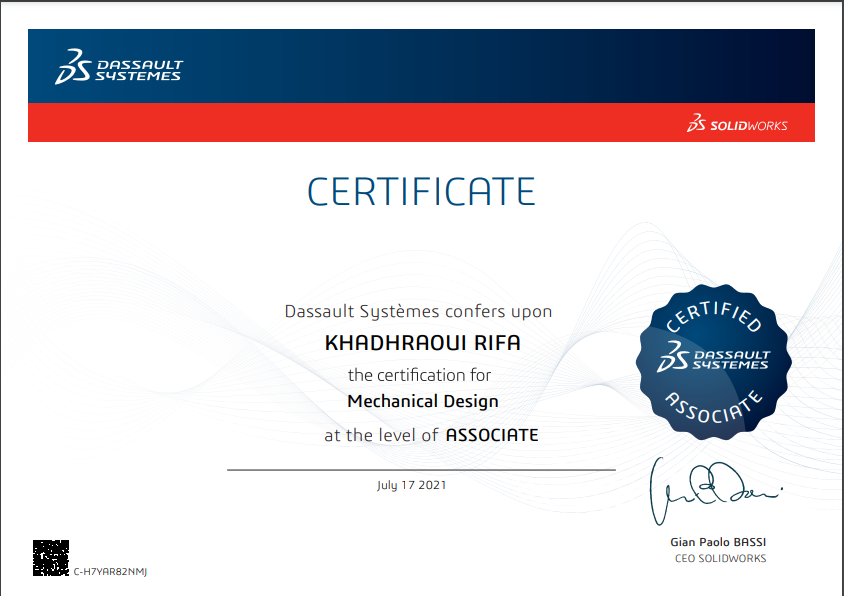 DASSAULT
SYSTEMES
SOLIDWORKS
CERTIFICATE
Dassault Systèmes confers upon
KHADHRAOUI RIFA
the certification for
Mechanical Design
at the level of ASSOCIATE
July 17 2021
CERTIFIED
DASSAULT
SYSTEMES
ASSOCIATE
Gian Paolo BASSI
CEO SOLIDWORKS
C-H7YAR82NMJ